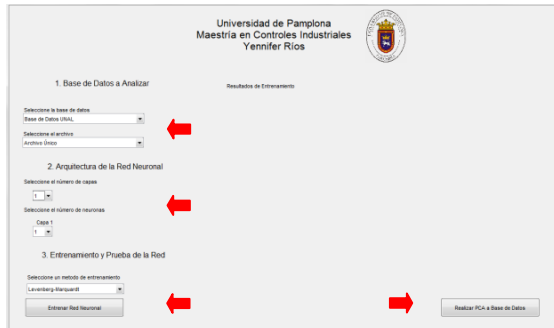 Universidad de Pamplona
Maestría en Controles Industriales
Yennifer Ríos
1. Base de Datos a Analizar
Resultados de Entrenamiento
Seleccione la base de datos
Base de Datos UNAL
Seleccione el archivo
Archivo Único
2. Arquitectura de la Red Neuronal
Seleccione el número de capas
1
Seleccione el número de neuronas
Capa 1
1
3. Entrenamiento y Prueba de la Red
Seleccione un metodo de entrenamiento
Levenberg-Marquardt
Entrenar Red Neuronal
Realizar PCA a Base de Datos